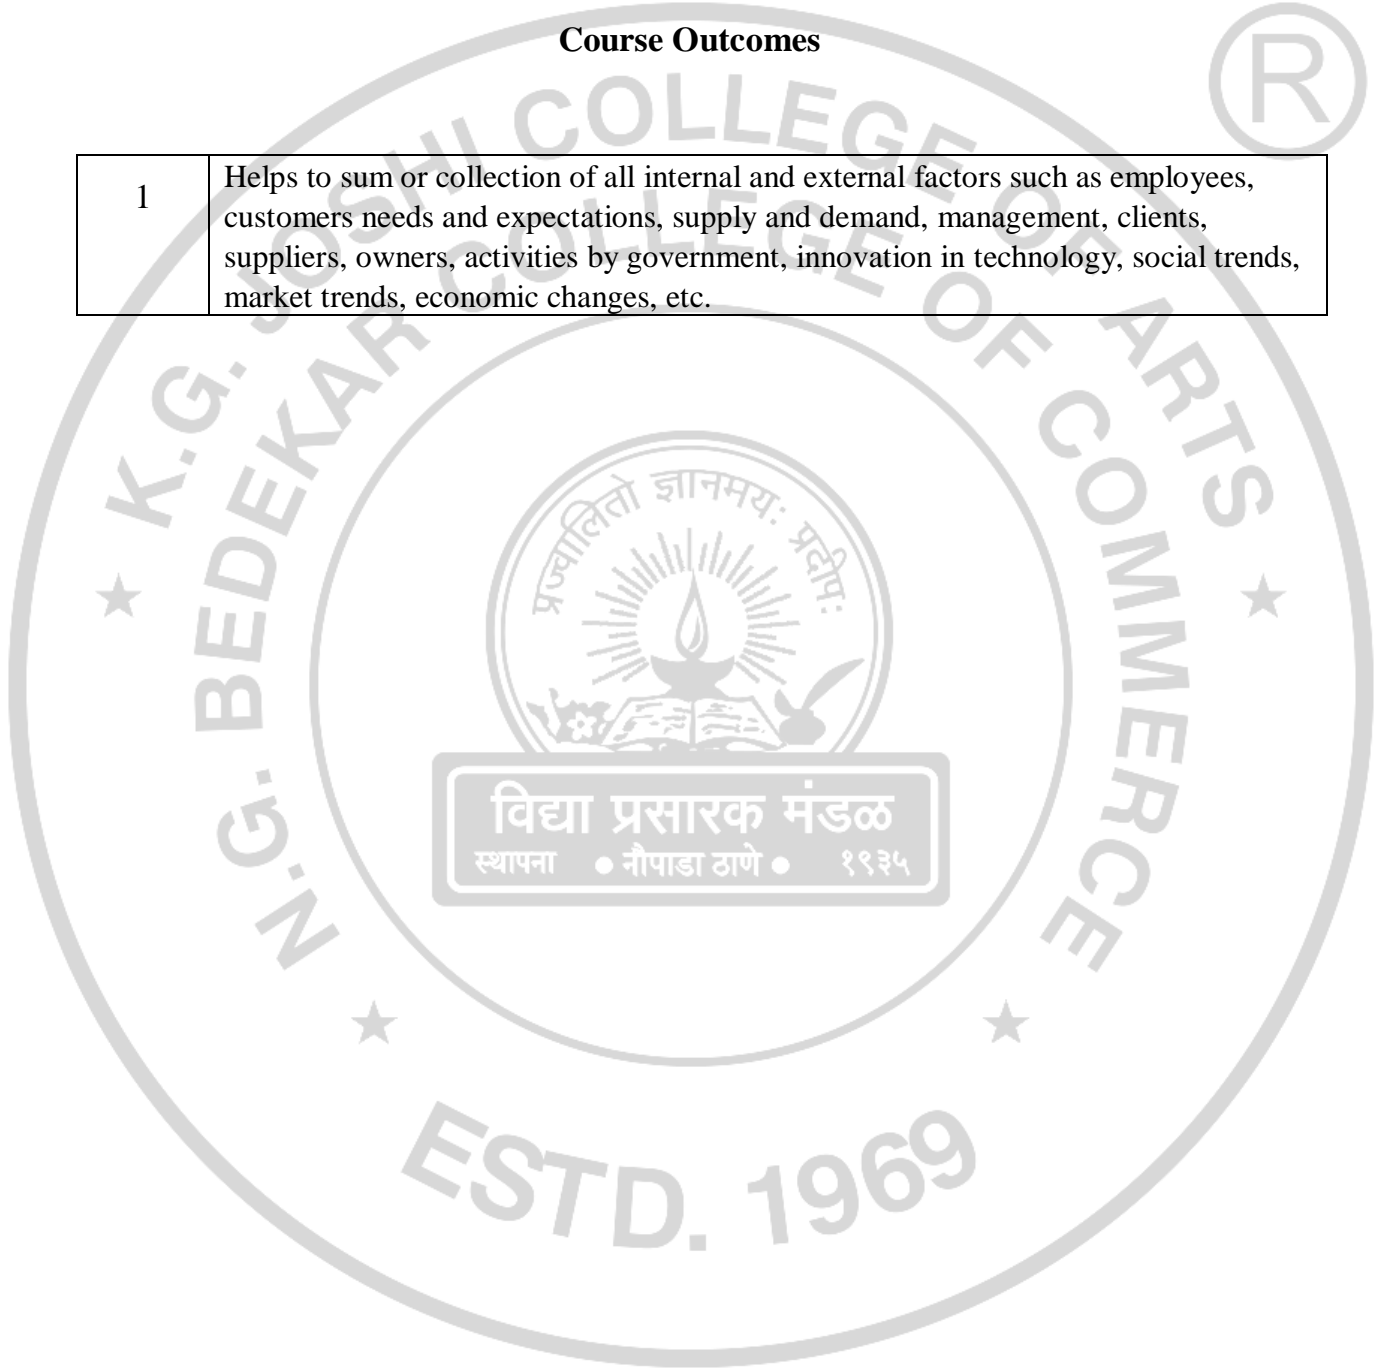 Course Outcomes
®
1
Helps to sum or collection of all internal and external factors such as employees,
customers needs and expectations, supply and demand, management, clients,
suppliers, owners, activities by government, innovation in technology, social trends,
market trends, economic changes, etc.
K.G. JOSHI COLLEGE OF ARTS
N.G. BEDEKAR COLLEGE OF COMMERCE
प्रज्वालितो ज्ञानमयः प्रदीपः
विद्या प्रसारक मंडळ
स्थापना ● नौपाडा ठाणे ● १९३५
ESTD. 1969